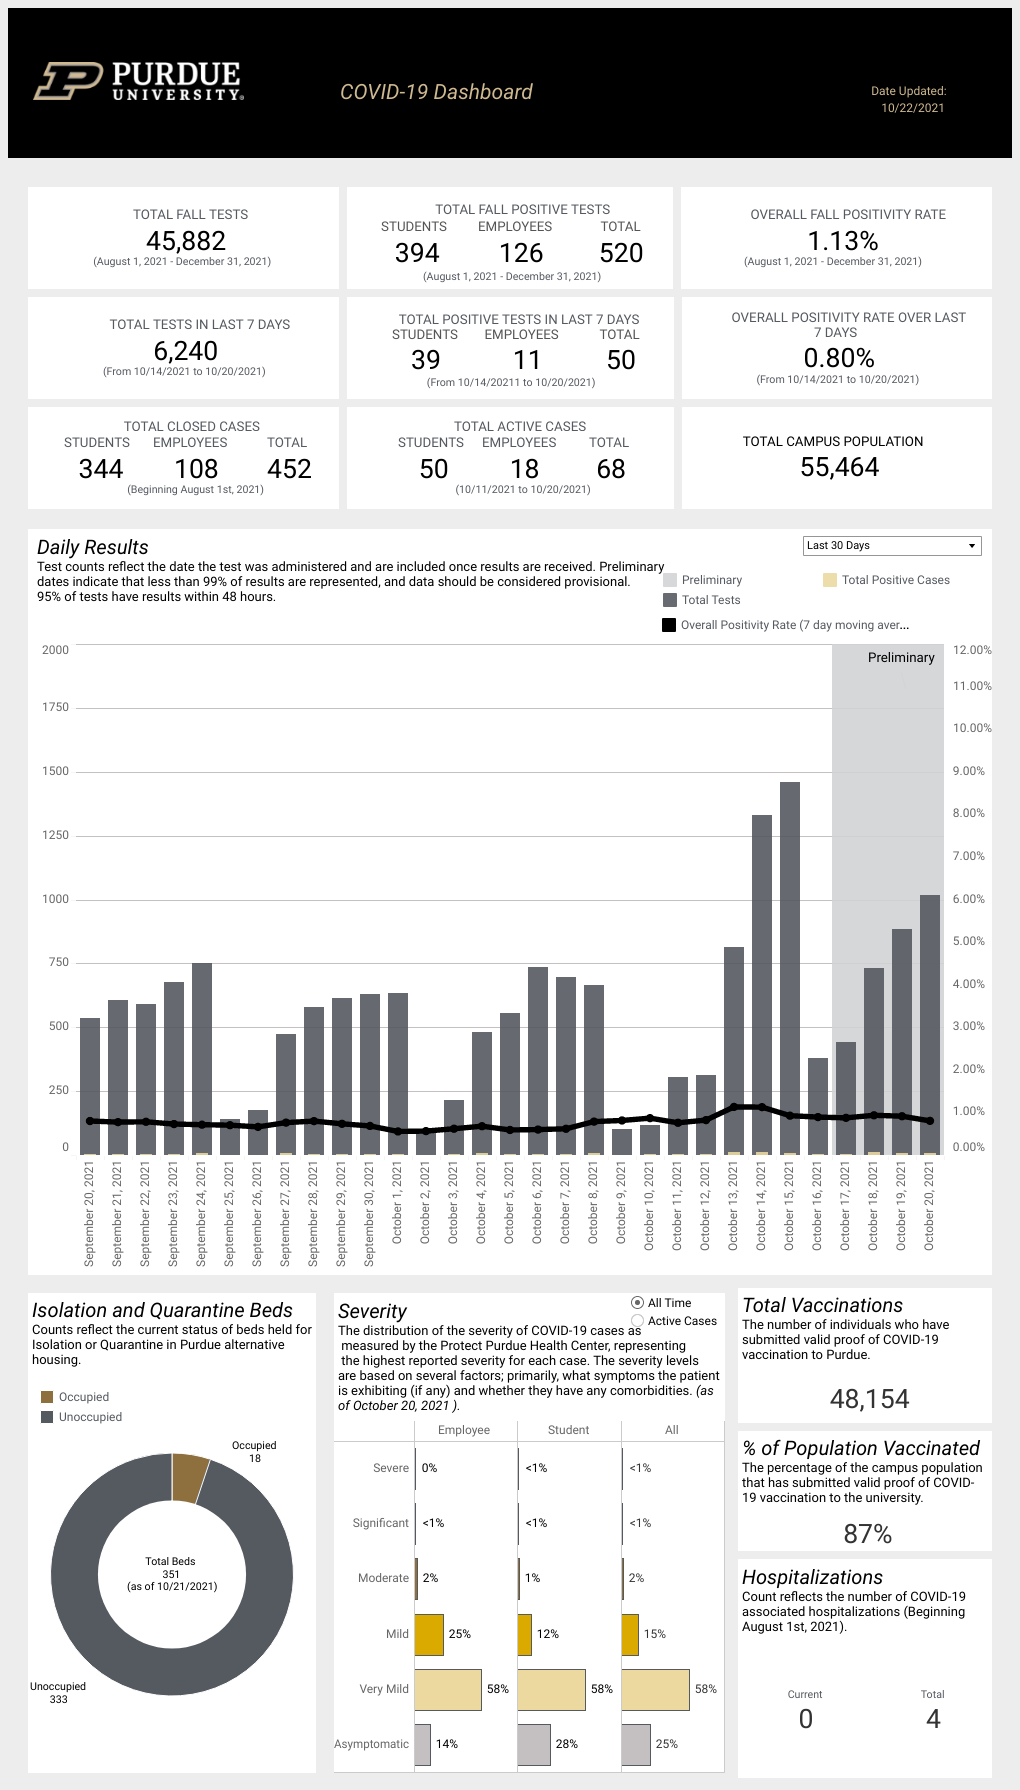 PURDUE
UNIVERSITY®
COVID-19 Dashboard
Date Updated:
10/22/2021
TOTAL FALL TESTS
45,882
(August 1, 2021 - December 31, 2021)
TOTAL FALL POSITIVE TESTS
STUDENTS EMPLOYEES TOTAL
394 126 520
(August 1, 2021 - December 31, 2021)
OVERALL FALL POSITIVITY RATE
1.13%
(August 1, 2021 - December 31, 2021)
TOTAL TESTS IN LAST 7 DAYS
6,240
(From 10/14/2021 to 10/20/2021)
TOTAL POSITIVE TESTS IN LAST 7 DAYS
STUDENTS EMPLOYEES TOTAL
39 11 50
(From 10/14/20211 to 10/20/2021)
OVERALL POSITIVITY RATE OVER LAST
7 DAYS
0.80%
(From 10/14/2021 to 10/20/2021)
TOTAL CLOSED CASES
STUDENTS EMPLOYEES TOTAL
344 108 452
(Beginning August 1st, 2021)
TOTAL ACTIVE CASES
STUDENTS EMPLOYEES TOTAL
50 18 68
(10/11/2021 to 10/20/2021)
TOTAL CAMPUS POPULATION
55,464
Daily Results
Test counts reflect the date the test was administered and are included once results are received. Preliminary
dates indicate that less than 99% of results are represented, and data should be considered provisional.
95% of tests have results within 48 hours.
Last 30 Days
Preliminary
Total Positive Cases
Total Tests
Overall Positivity Rate (7 day moving aver...
Preliminary
2000
1750
1500
1250
1000
750
500
250
0
12.00%
11.00%
10.00%
9.00%
8.00%
7.00%
6.00%
5.00%
4.00%
3.00%
2.00%
1.00%
0.00%
September 20, 2021
September 21, 2021
September 22, 2021
September 23, 2021
September 24, 2021
September 25, 2021
September 26, 2021
September 27, 2021
September 28, 2021
September 29, 2021
September 30, 2021
October 1, 2021
October 2, 2021
October 3, 2021
October 4, 2021
October 5, 2021
October 6, 2021
October 7, 2021
October 8, 2021
October 9, 2021
October 10, 2021
October 11, 2021
October 12, 2021
October 13, 2021
October 14, 2021
October 15, 2021
October 16, 2021
October 17, 2021
October 18, 2021
October 19, 2021
October 20, 2021
Isolation and Quarantine Beds
Counts reflect the current status of beds held for
Isolation or Quarantine in Purdue alternative
housing.
Occupied
Unoccupied
Occupied
18
Total Beds
351
(as of 10/21/2021)
Unoccupied
333
Severity
All Time
Active Cases
The distribution of the severity of COVID-19 cases as
measured by the Protect Purdue Health Center, representing
the highest reported severity for each case. The severity levels
are based on several factors; primarily, what symptoms the patient
is exhibiting (if any) and whether they have any comorbidities. (as
of October 20, 2021 ).
Employee Student All
Severe 0% <1% <1%
Significant <1% <1% <1%
Moderate 2% 1% 2%
Mild 25% 12% 15%
Very Mild 58% 58% 58%
Asymptomatic 14% 28% 25%
Total Vaccinations
The number of individuals who have
submitted valid proof of COVID-19
vaccination to Purdue.
48,154
% of Population Vaccinated
The percentage of the campus population
that has submitted valid proof of COVID-
19 vaccination to the university.
87%
Hospitalizations
Count reflects the number of COVID-19
associated hospitalizations (Beginning
August 1st, 2021).
Current Total
0 4